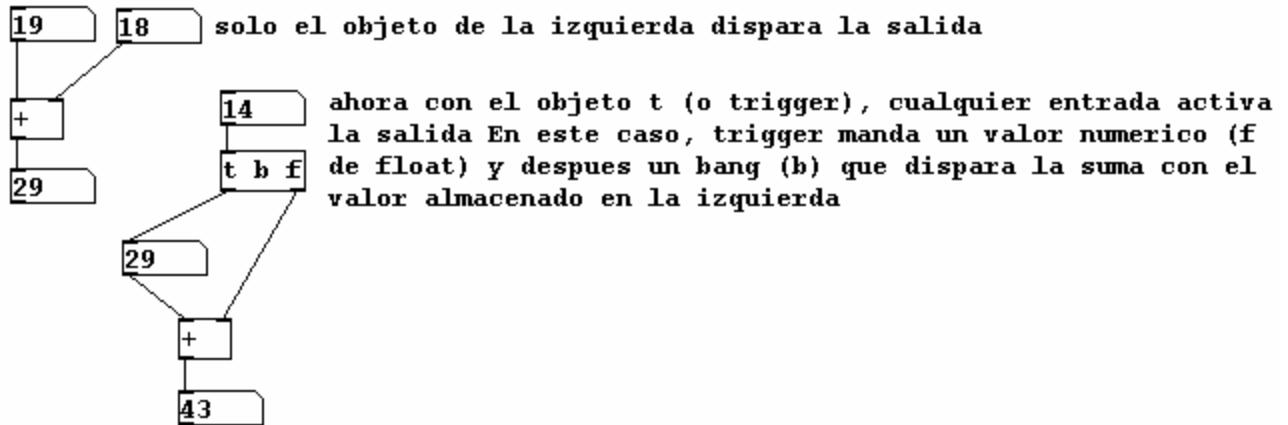 19
18
solo el objeto de la izquierda dispara la salida
+
29
14
ahora con el objeto t (o trigger), cualquier entrada activa
la salida En este caso, trigger manda un valor numerico (f
de float) y despues un bang (b) que dispara la suma con el
valor almacenado en la izquierda
t b f
29
+
43